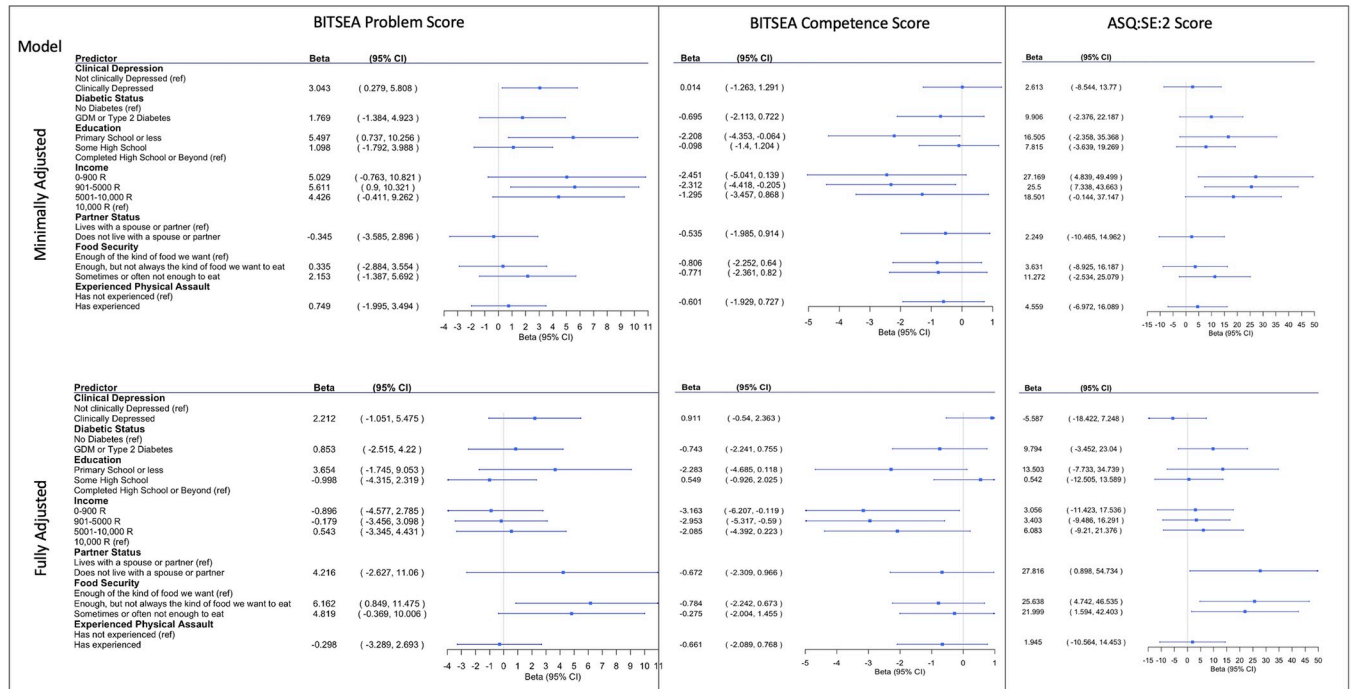 BITSEA Problem Score BITSEA Competence Score ASQ:SE:2 Score
Model
Minimally Adjusted
Predictor Beta (95% CI) Beta (95% CI) Beta (95% CI)
Clinical Depression
Not clinically Depressed (ref)
Clinically Depressed 3.043 ( 0.279, 5.808) 0.014 (-1.263, 1.291) 2.613 ( -8.544, 13.77 )
Diabetic Status
No Diabetes (ref)
GDM or Type 2 Diabetes 1.769 ( -1.384, 4.923) -0.695 ( -2.113, 0.722 ) 9.906 ( -2.376, 22.187 )
Education
Primary School or less 5.497 ( 0.737, 10.256) -2.208 ( -4.353, -0.064 ) 16.505 ( -2.358, 35.368 )
Some High School 1.098 ( -1.792, 3.988) -0.098 ( -1.4, 1.204 ) 7.815 ( -3.639, 19.269 )
Completed High School or Beyond (ref)
Income
0-900 R 5.029 ( -0.763, 10.821) -2.451 ( -5.041, 0.139 ) 27.169 ( 4.839, 49.499 )
901-5000 R 5.611 ( 0.9, 10.321) -2.312 ( -4.418, -0.205 ) 25.5 ( 7.338, 43.663 )
5001-10,000 R 4.426 ( -0.411, 9.262) -1.295 ( -3.457, 0.868 ) 18.501 ( -0.144, 37.147 )
10,000 R (ref)
Partner Status
Lives with a spouse or partner (ref)
Does not live with a spouse or partner -0.345 ( -3.585, 2.896) -0.535 ( -1.985, 0.914 ) 2.249 ( -10.465, 14.962 )
Food Security
Enough of the kind of food we want (ref)
Enough, but not always the kind of food we want to eat 0.335 ( -2.884, 3.554) -0.806 ( -2.252, 0.64 ) 3.631 ( -8.925, 16.187 )
Sometimes or often not enough to eat 2.153 ( -1.387, 5.692) -0.771 ( -2.361, 0.82 ) 11.272 ( -2.534, 25.079 )
Experienced Physical Assault
Has not experienced (ref)
Has experienced 0.749 ( -1.995, 3.494) -0.601 ( -1.929, 0.727 ) 4.559 ( -6.972, 16.089 )
-4 -3 -2 -1 0 1 2 3 4 5 6 7 8 9 10 11 -5 -4 -3 -2 -1 0 1 -15 -10 -5 0 5 10 15 20 25 30 35 40 45 50
Beta (95% CI) Beta (95% CI) Beta (95% CI)
Fully Adjusted
Predictor Beta (95% CI) Beta (95% CI) Beta (95% CI)
Clinical Depression
Not clinically Depressed (ref)
Clinically Depressed 2.212 ( -1.051, 5.475) 0.911 ( -0.54, 2.363 ) -5.587 ( -18.422, 7.248 )
Diabetic Status
No Diabetes (ref)
GDM or Type 2 Diabetes 0.853 ( -2.515, 4.22) -0.743 ( -2.241, 0.755 ) 9.794 ( -3.452, 23.04 )
Education
Primary School or less 3.654 ( -1.745, 9.053) -2.283 ( -4.685, 0.118 ) 13.503 ( -7.733, 34.739 )
Some High School -0.998 ( -4.315, 2.319) 0.549 ( -0.926, 2.025 ) 0.542 ( -12.505, 13.589 )
Completed High School or Beyond (ref)
Income
0-900 R -0.896 ( -4.577, 2.785) -3.163 ( -6.207, -0.119 ) 3.056 ( -11.423, 17.536 )
901-5000 R -0.179 ( -3.456, 3.098) -2.953 ( -5.317, -0.59 ) 3.403 ( -9.486, 16.291 )
5001-10,000 R 0.543 ( -3.345, 4.431) -2.085 ( -4.392, 0.223 ) 6.083 ( -9.21, 21.376 )
10,000 R (ref)
Partner Status
Lives with a spouse or partner (ref)
Does not live with a spouse or partner 4.216 ( -2.627, 11.06) -0.672 ( -2.309, 0.966 ) 27.816 ( 0.898, 54.734 )
Food Security
Enough of the kind of food we want (ref)
Enough, but not always the kind of food we want to eat 6.162 ( 0.849, 11.475) -0.784 ( -2.242, 0.673 ) 25.638 ( 4.742, 46.535 )
Sometimes or often not enough to eat 4.819 ( -0.369, 10.006) -0.275 ( -2.004, 1.455 ) 21.999 ( 1.594, 42.403 )
Experienced Physical Assault
Has not experienced (ref)
Has experienced -0.298 ( -3.289, 2.693) -0.661 ( -2.089, 0.768 ) 1.945 ( -10.564, 14.453 )
-4 -3 -2 -1 0 1 2 3 4 5 6 7 8 9 10 11 -5 -4 -3 -2 -1 0 1 -15 -10 -5 0 5 10 15 20 25 30 35 40 45 50
Beta (95% CI) Beta (95% CI) Beta (95% CI)